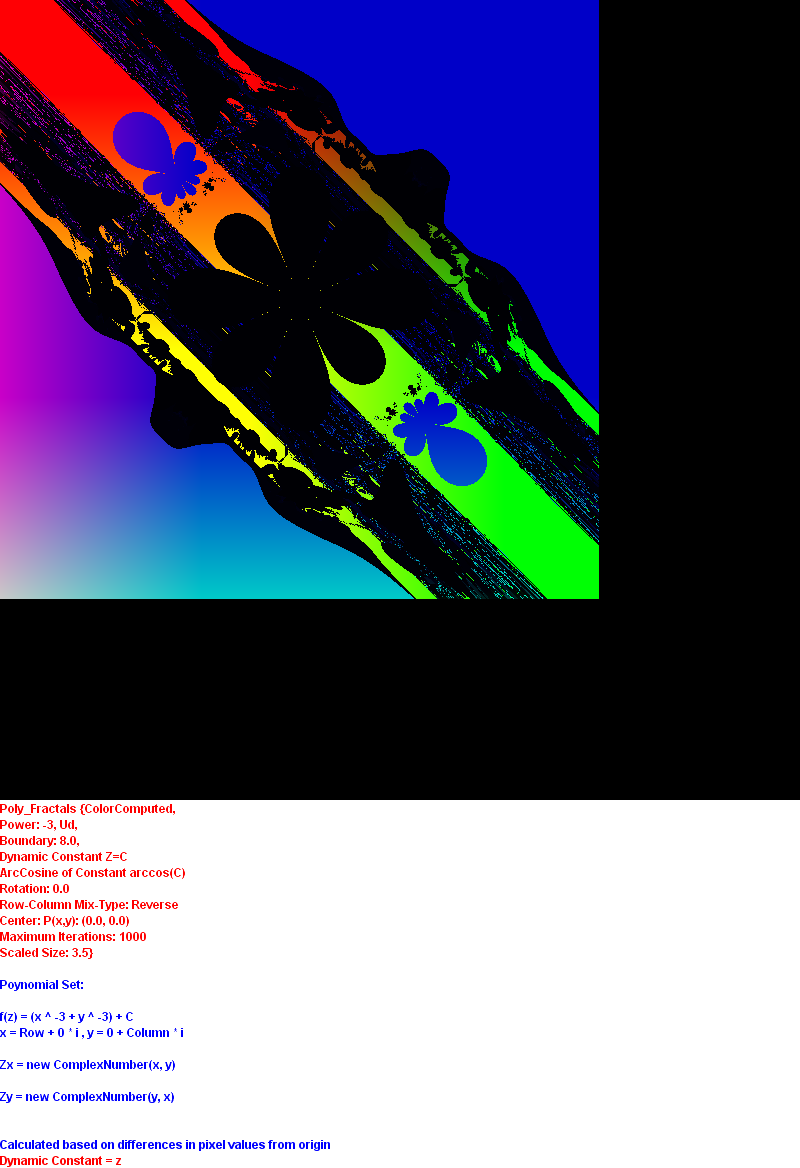 Poly_Fractals {ColorComputed,
Power: -3, Ud,
Boundary: 8.0,
Dynamic Constant Z=C
ArcCosine of Constant arccos(C)
Rotation: 0.0
Row-Column Mix-Type: Reverse
Center: P(x,y): (0.0, 0.0)
Maximum Iterations: 1000
Scaled Size: 3.5}
Poynomial Set:
f(z) = (x ^ -3 + y ^ -3) + C
x = Row + 0 * i , y = 0 + Column * i
Zx = new ComplexNumber(x, y)
Zy = new ComplexNumber(y, x)
Calculated based on differences in pixel values from origin
Dynamic Constant = z